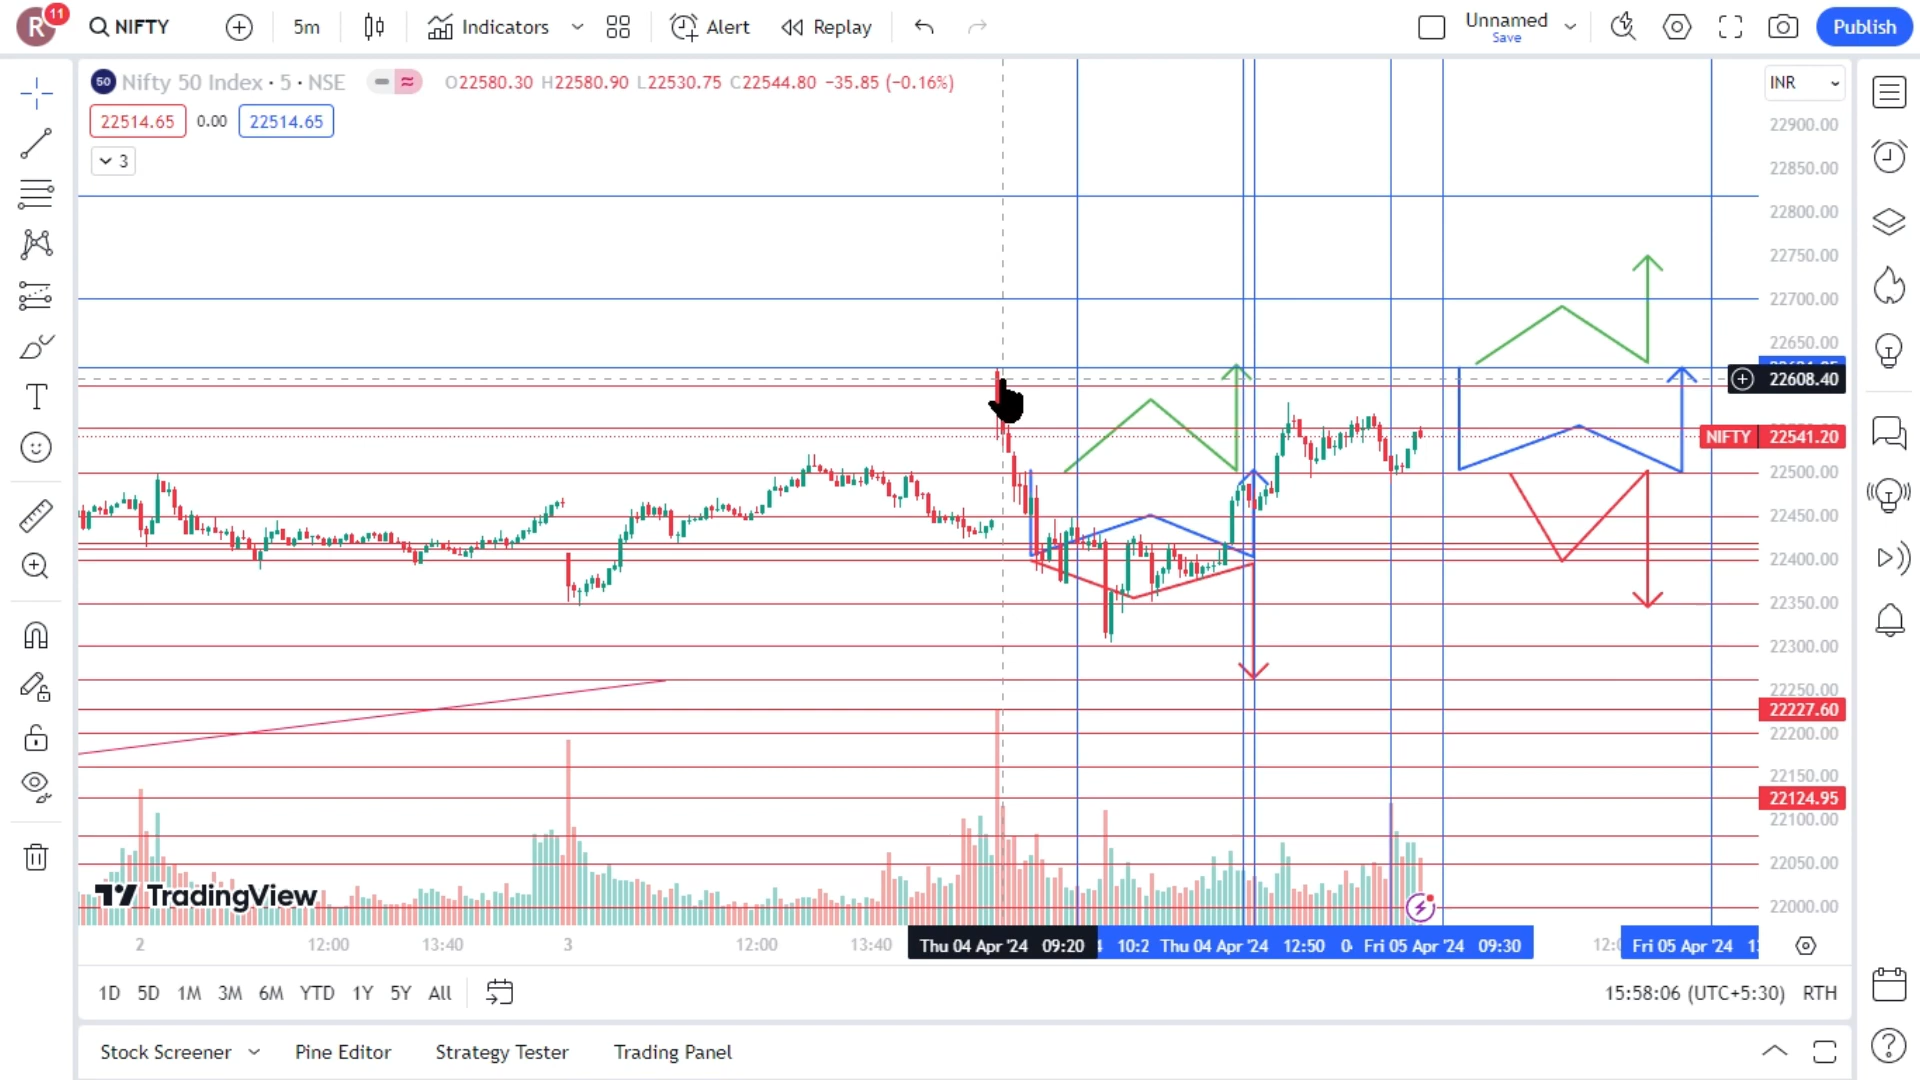 R 11 NIFTY 5m Indicators Alert Replay Unnamed Save Publish
50 Nifty 50 Index · 5 · NSE O22580.30 H22580.90 L22530.75 C22544.80 −35.85 (−0.16%) INR
22514.65 0.00 22514.65
3
22900.00
22850.00
22800.00
22750.00
22700.00
22650.00
22608.40
NIFTY 22541.20
22500.00
22450.00
22400.00
22350.00
22300.00
22250.00
22227.60
22200.00
22150.00
22124.95
22100.00
22050.00
22000.00
TradingView
2 12:00 13:40 3 12:00 13:40 Thu 04 Apr '24 09:20 10:2 Thu 04 Apr '24 12:50 Fri 05 Apr '24 09:30 Fri 05 Apr '24
1D 5D 1M 3M 6M YTD 1Y 5Y All 15:58:06 (UTC+5:30) RTH
Stock Screener Pine Editor Strategy Tester Trading Panel